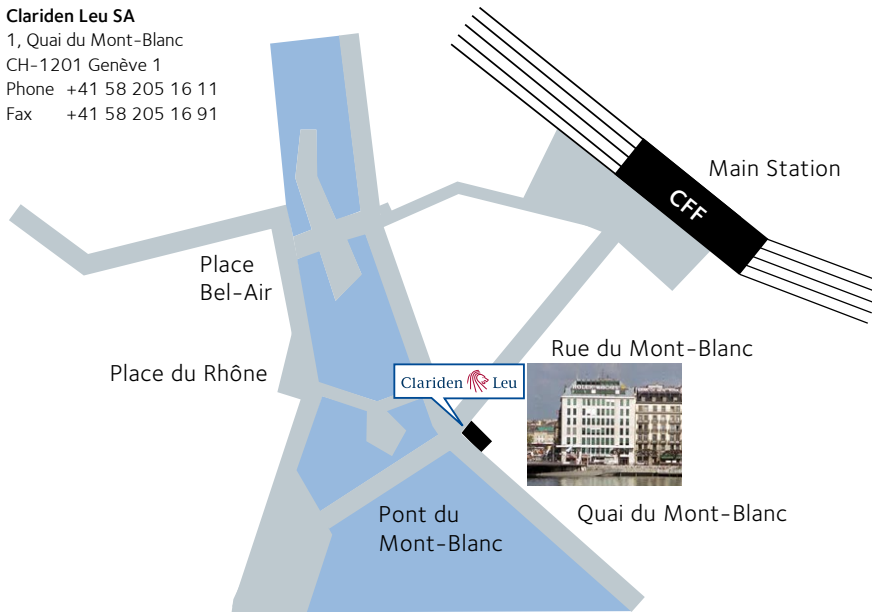 Clariden Leu SA
1, Quai du Mont-Blanc
CH-1201 Genève 1
Phone +41 58 205 16 11
Fax +41 58 205 16 91
Main Station
CFF
Place
Bel-Air
Rue du Mont-Blanc
Place du Rhône
Clariden Leu
Quai du Mont-Blanc
Pont du
Mont-Blanc